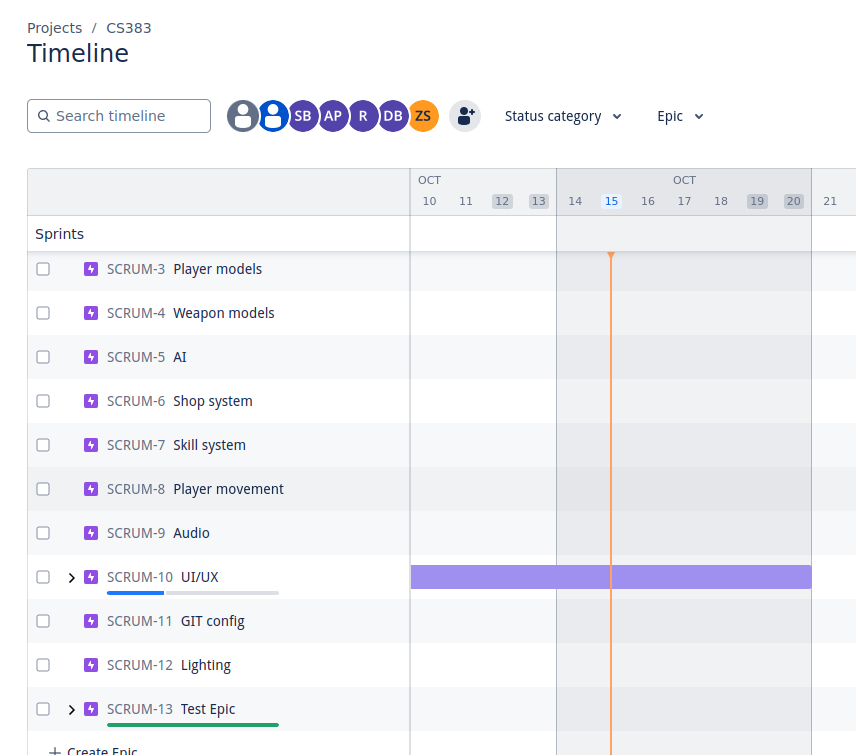 Projects / CS383
Timeline
Search timeline
SB AP R DB ZS
Status category
Epic
OCT OCT
10 11 12 13 14 15 16 17 18 19 20 21
Sprints
SCRUM-3 Player models
SCRUM-4 Weapon models
SCRUM-5 AI
SCRUM-6 Shop system
SCRUM-7 Skill system
SCRUM-8 Player movement
SCRUM-9 Audio
SCRUM-10 UI/UX
SCRUM-11 GIT config
SCRUM-12 Lighting
SCRUM-13 Test Epic
+ Create Epic